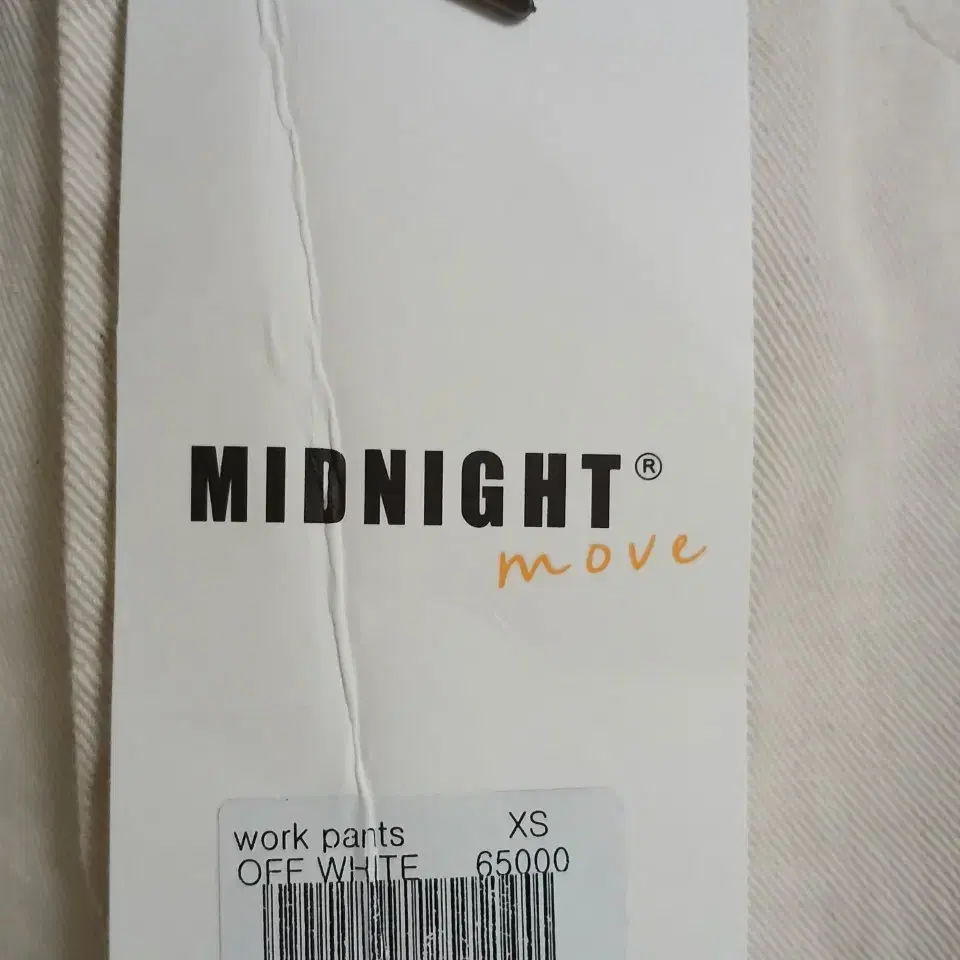 MIDNIGHT®
move
work pants XS
OFF WHITE 65000